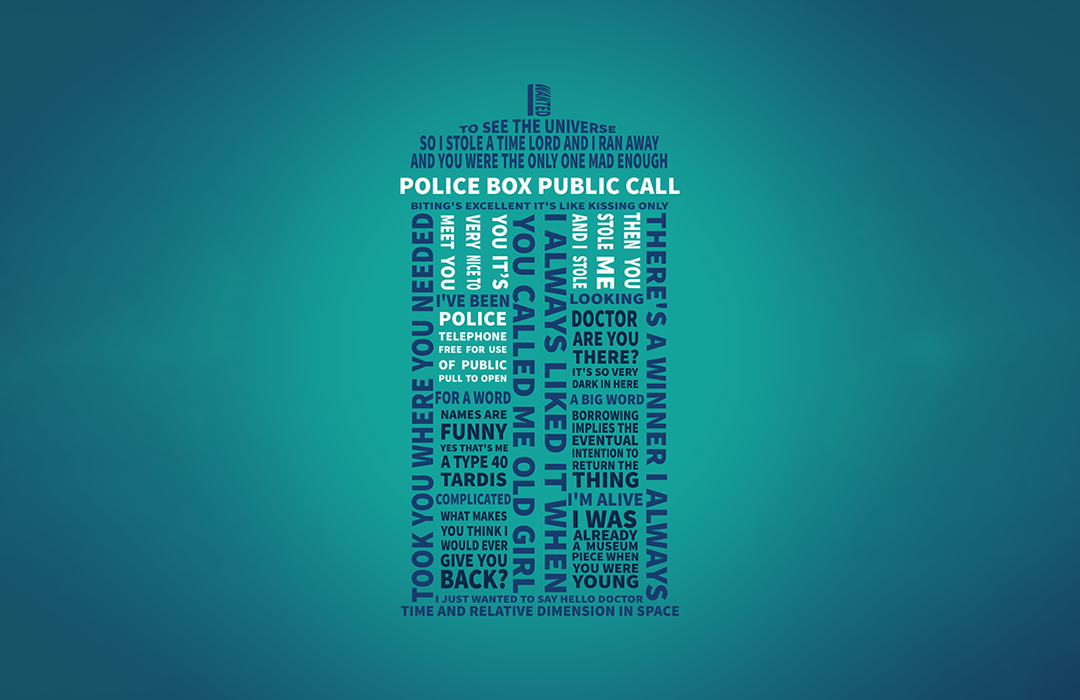 I WANTED
TO SEE THE UNIVERSE
SO I STOLE A TIME LORD AND I RAN AWAY
AND YOU WERE THE ONLY ONE MAD ENOUGH
POLICE BOX PUBLIC CALL
BITING'S EXCELLENT IT'S LIKE KISSING ONLY
THERE'S A WINNER I ALWAYS
TOOK YOU WHERE YOU NEEDED
I ALWAYS LIKED IT WHEN
YOU CALLED ME OLD GIRL
THEN YOU
STOLE ME
AND I STOLE
YOU IT'S
VERY NICE TO
MEET YOU
I'VE BEEN
LOOKING
POLICE
TELEPHONE
FREE FOR USE
OF PUBLIC
PULL TO OPEN
DOCTOR
ARE YOU
THERE?
IT'S SO VERY
DARK IN HERE
FOR A WORD
A BIG WORD
NAMES ARE
FUNNY
YES THAT'S ME
A TYPE 40
TARDIS
BORROWING
IMPLIES THE
EVENTUAL
INTENTION TO
RETURN THE
THING
COMPLICATED
I'M ALIVE
WHAT MAKES
YOU THINK I
WOULD EVER
GIVE YOU
BACK?
I WAS
ALREADY
A MUSEUM
PIECE WHEN
YOU WERE
YOUNG
I JUST WANTED TO SAY HELLO DOCTOR
TIME AND RELATIVE DIMENSION IN SPACE